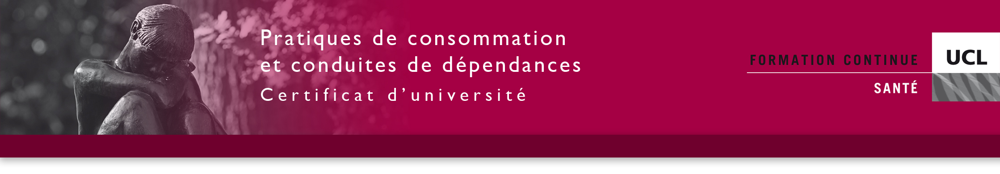 Pratiques de consommation
et conduites de dépendances
Certificat d’université
FORMATION CONTINUE
SANTÉ
UCL